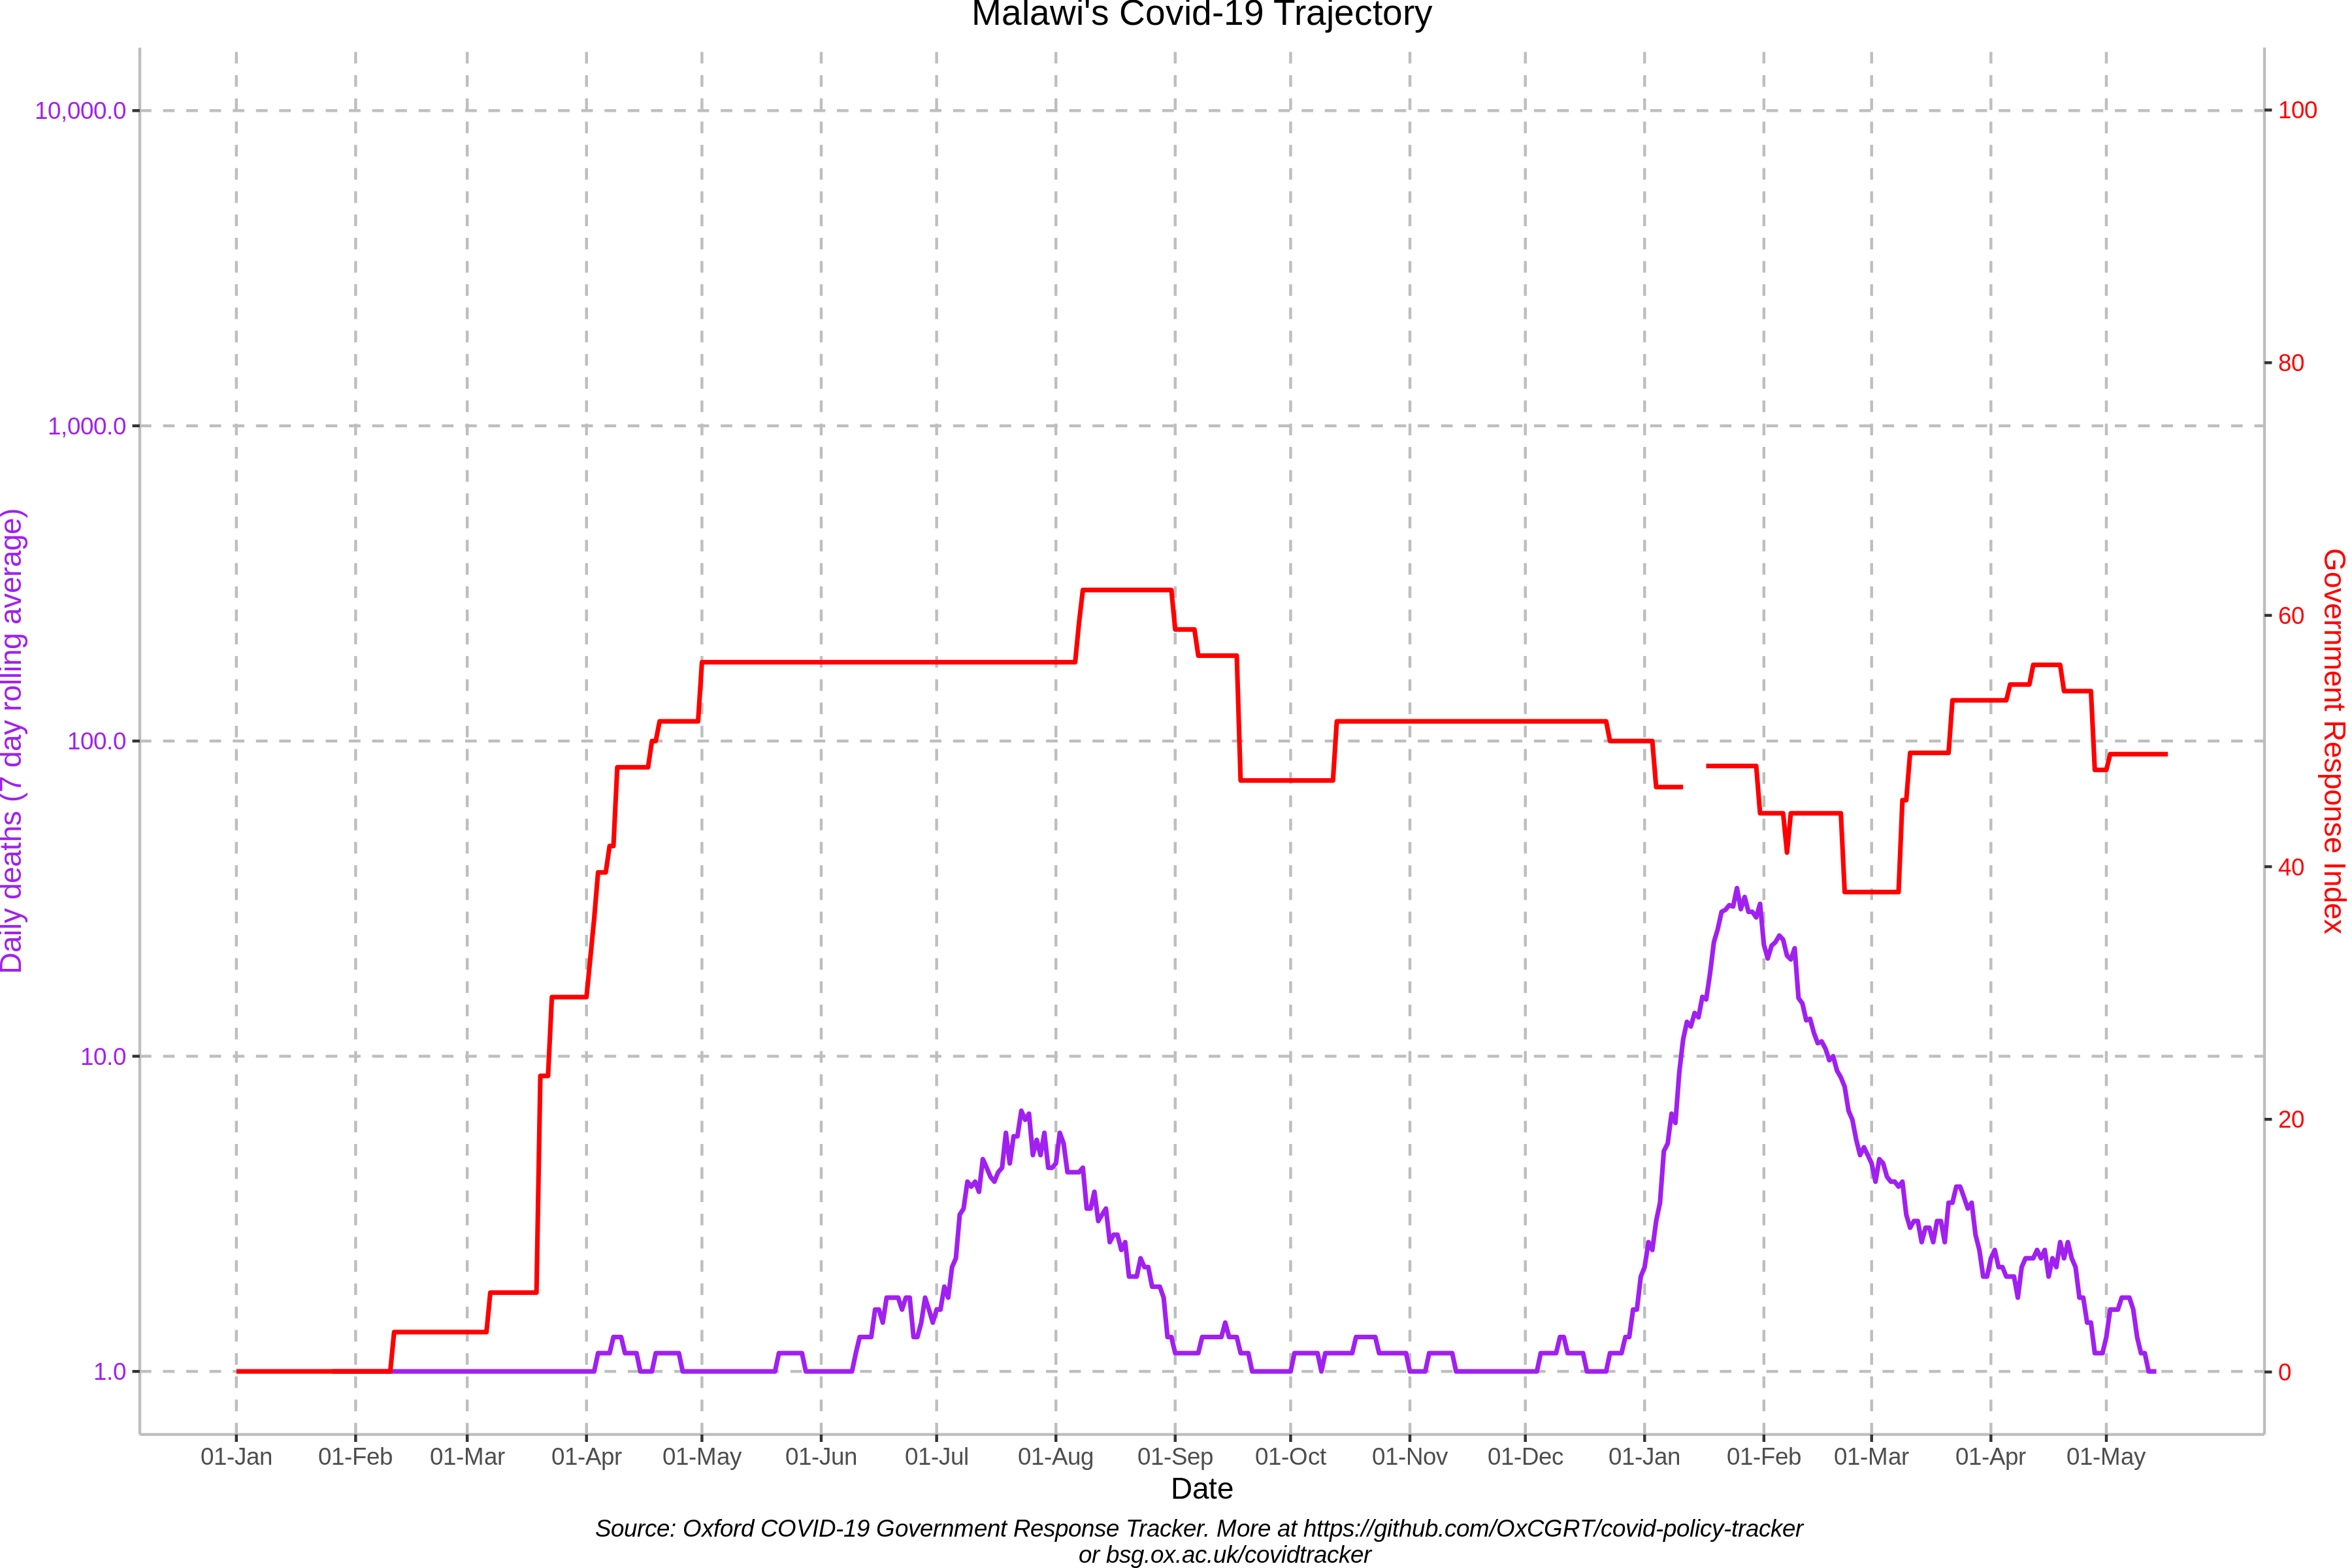 Malawi's Covid-19 Trajectory
10,000.0
1,000.0
100.0
10.0
1.0
Daily deaths (7 day rolling average)
100
80
60
40
20
0
Government Response Index
01-Jan 01-Feb 01-Mar 01-Apr 01-May 01-Jun 01-Jul 01-Aug 01-Sep 01-Oct 01-Nov 01-Dec 01-Jan 01-Feb 01-Mar 01-Apr 01-May
Date
Source: Oxford COVID-19 Government Response Tracker. More at https://github.com/OxCGRT/covid-policy-tracker
or bsg.ox.ac.uk/covidtracker